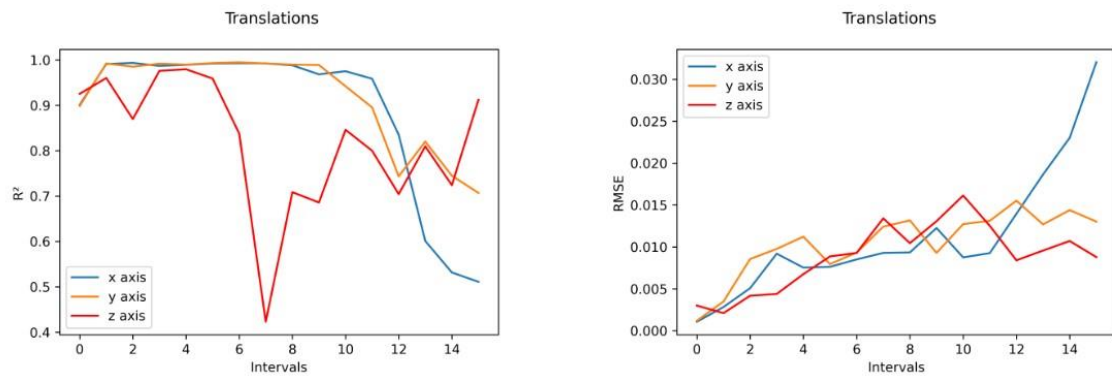 Translations
1.0
0.9
0.8
0.7
0.6
0.5
0.4
R²
x axis
y axis
z axis
0 2 4 6 8 10 12 14
Intervals
Translations
0.030
0.025
0.020
0.015
0.010
0.005
0.000
RMSE
x axis
y axis
z axis
0 2 4 6 8 10 12 14
Intervals